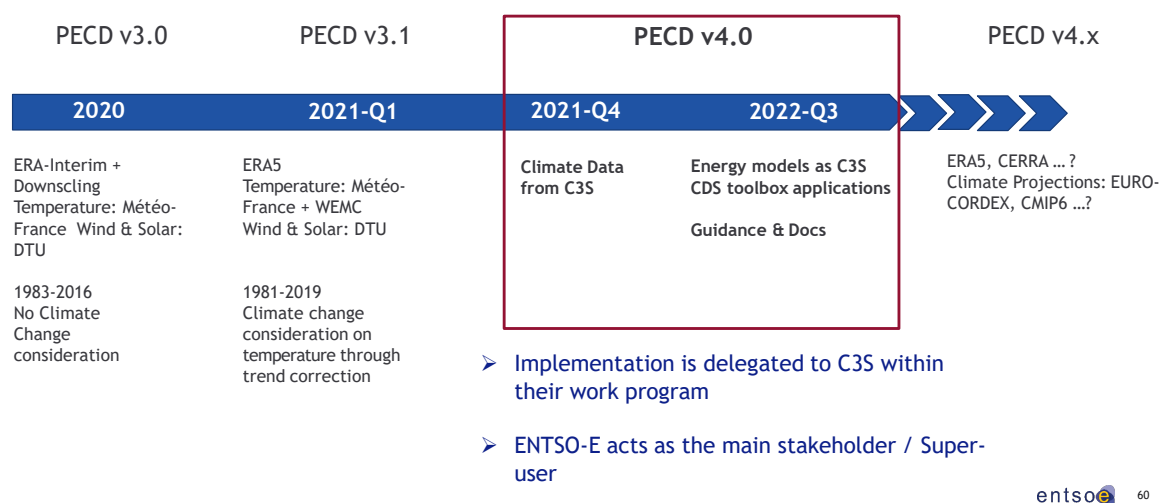 PECD v3.0
PECD v3.1
PECD v4.0
PECD v4.x
2020
2021-Q1
2021-Q4
2022-Q3
ERA-Interim +
Downscling
Temperature: Météo-
France Wind & Solar:
DTU
1983-2016
No Climate
Change
consideration
ERA5
Temperature: Météo-
France + WEMC
Wind & Solar: DTU
1981-2019
Climate change
consideration on
temperature through
trend correction
Climate Data
from C3S
Energy models as C3S
CDS toolbox applications
Guidance & Docs
ERA5, CERRA … ?
Climate Projections: EURO-
CORDEX, CMIP6 …?
➢ Implementation is delegated to C3S within
their work program
➢ ENTSO-E acts as the main stakeholder / Super-
user
entsoe
60